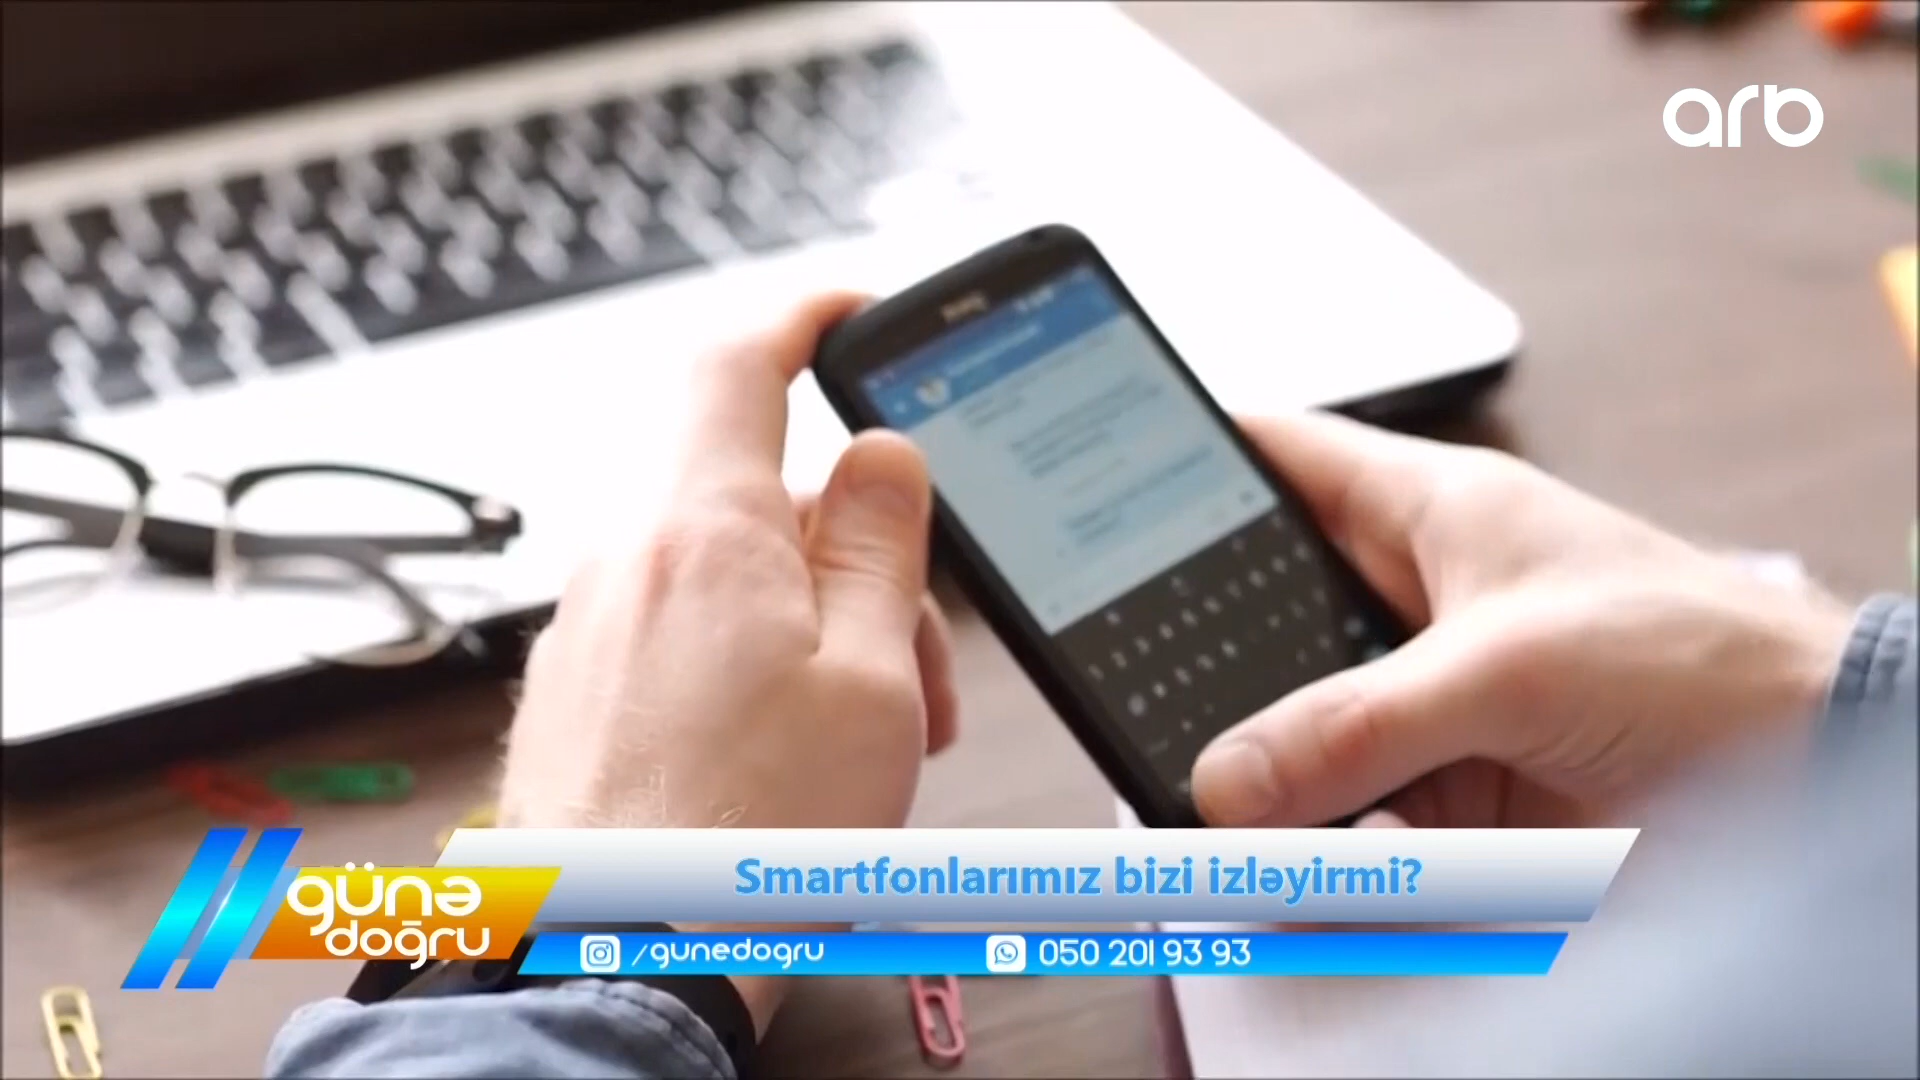 arb
Smartfonlarımız bizi izləyirmi?
günə
doğru
/gunedogru
050 201 93 93